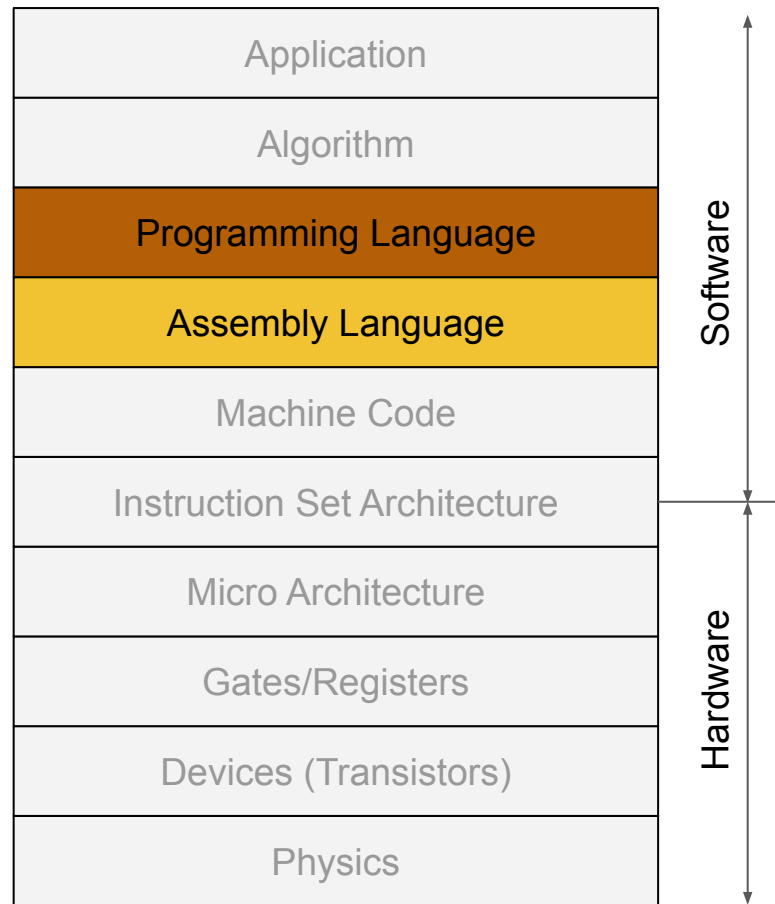 Application
Algorithm
Programming Language
Assembly Language
Machine Code
Instruction Set Architecture
Micro Architecture
Gates/Registers
Devices (Transistors)
Physics
Software
Hardware